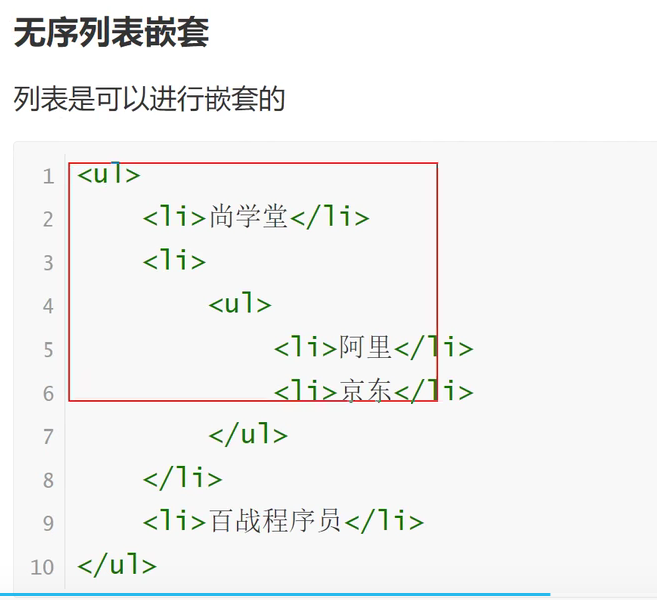 无序列表嵌套
列表是可以进行嵌套的
1 <ul>
2 <li>尚学堂</li>
3 <li>
4 <ul>
5 <li>阿里</li>
6 <li>京东</li>
7 </ul>
8 </li>
9 <li>百战程序员</li>
10 </ul>